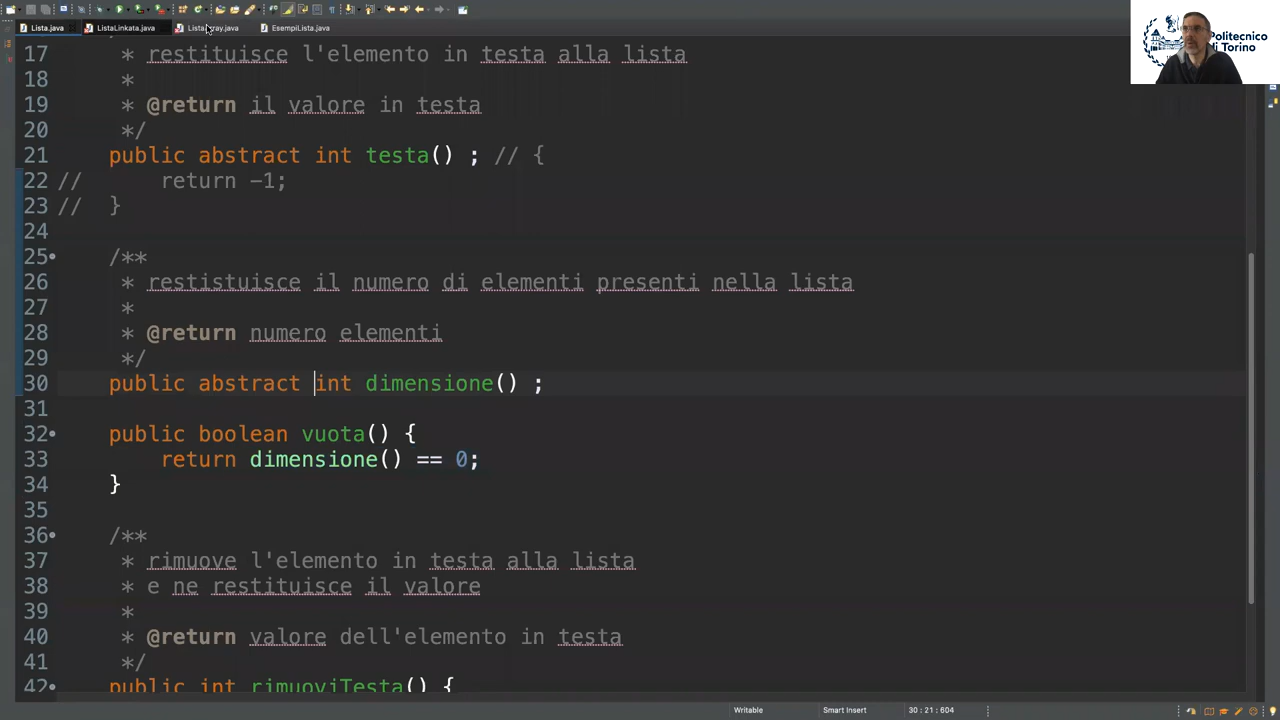 Lista.java ListaLinkata.java ListaArray.java EsempiLista.java
Politecnico
di Torino
17 * restituisce l'elemento in testa alla lista
18 *
19 * @return il valore in testa
20 */
21 public abstract int testa() ; // {
22 // return -1;
23 // }
24
25 /**
26 * restistuisce il numero di elementi presenti nella lista
27 *
28 * @return numero elementi
29 */
30 public abstract int dimensione() ;
31
32 public boolean vuota() {
33 return dimensione() == 0;
34 }
35
36 /**
37 * rimuove l'elemento in testa alla lista
38 * e ne restituisce il valore
39 *
40 * @return valore dell'elemento in testa
41 */
42 public int rimuoviTesta() {
Writable Smart Insert 30 : 21 : 604